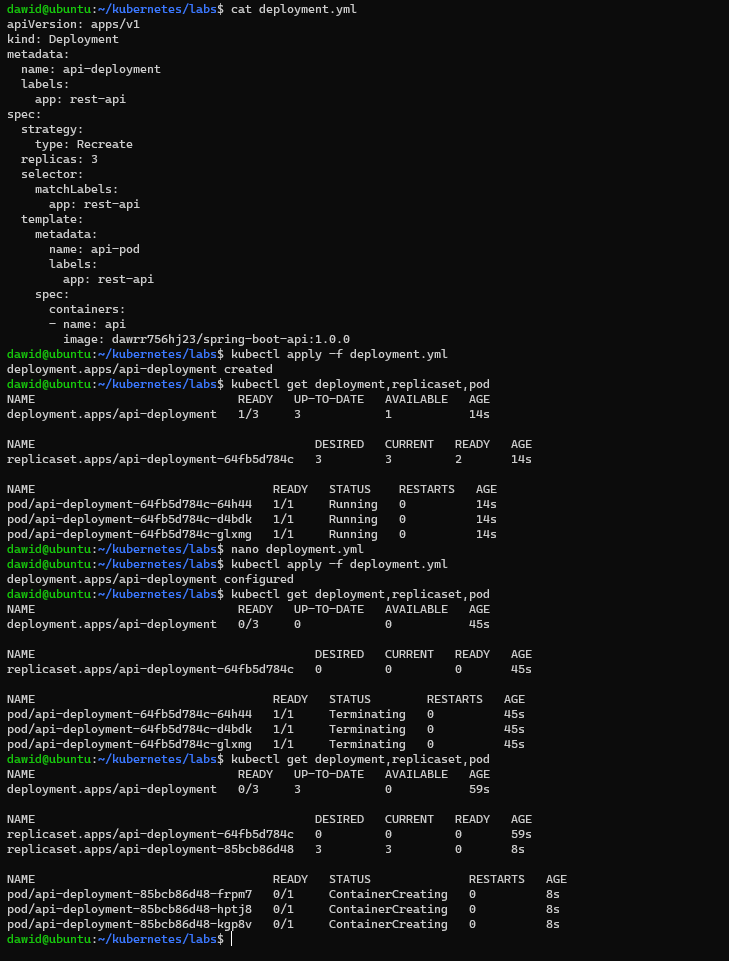 dawid@ubuntu:~/kubernetes/labs$ cat deployment.yml
apiVersion: apps/v1
kind: Deployment
metadata:
  name: api-deployment
  labels:
    app: rest-api
spec:
  strategy:
    type: Recreate
  replicas: 3
  selector:
    matchLabels:
      app: rest-api
  template:
    metadata:
      name: api-pod
      labels:
        app: rest-api
    spec:
      containers:
      - name: api
        image: dawrr756hj23/spring-boot-api:1.0.0
dawid@ubuntu:~/kubernetes/labs$ kubectl apply -f deployment.yml
deployment.apps/api-deployment created
dawid@ubuntu:~/kubernetes/labs$ kubectl get deployment,replicaset,pod
NAME                             READY   UP-TO-DATE   AVAILABLE   AGE
deployment.apps/api-deployment   1/3     3            1           14s

NAME                                        DESIRED   CURRENT   READY   AGE
replicaset.apps/api-deployment-64fb5d784c   3         3         2       14s

NAME                                  READY   STATUS    RESTARTS   AGE
pod/api-deployment-64fb5d784c-64h44   1/1     Running   0          14s
pod/api-deployment-64fb5d784c-d4bdk   1/1     Running   0          14s
pod/api-deployment-64fb5d784c-glxmg   1/1     Running   0          14s
dawid@ubuntu:~/kubernetes/labs$ nano deployment.yml
dawid@ubuntu:~/kubernetes/labs$ kubectl apply -f deployment.yml
deployment.apps/api-deployment configured
dawid@ubuntu:~/kubernetes/labs$ kubectl get deployment,replicaset,pod
NAME                             READY   UP-TO-DATE   AVAILABLE   AGE
deployment.apps/api-deployment   0/3     0            0           45s

NAME                                        DESIRED   CURRENT   READY   AGE
replicaset.apps/api-deployment-64fb5d784c   0         0         0       45s

NAME                                  READY   STATUS        RESTARTS   AGE
pod/api-deployment-64fb5d784c-64h44   1/1     Terminating   0          45s
pod/api-deployment-64fb5d784c-d4bdk   1/1     Terminating   0          45s
pod/api-deployment-64fb5d784c-glxmg   1/1     Terminating   0          45s
dawid@ubuntu:~/kubernetes/labs$ kubectl get deployment,replicaset,pod
NAME                             READY   UP-TO-DATE   AVAILABLE   AGE
deployment.apps/api-deployment   0/3     3            0           59s

NAME                                        DESIRED   CURRENT   READY   AGE
replicaset.apps/api-deployment-64fb5d784c   0         0         0       59s
replicaset.apps/api-deployment-85bcb86d48   3         3         0       8s

NAME                                  READY   STATUS              RESTARTS   AGE
pod/api-deployment-85bcb86d48-frpm7   0/1     ContainerCreating   0          8s
pod/api-deployment-85bcb86d48-hptj8   0/1     ContainerCreating   0          8s
pod/api-deployment-85bcb86d48-kgp8v   0/1     ContainerCreating   0          8s
dawid@ubuntu:~/kubernetes/labs$